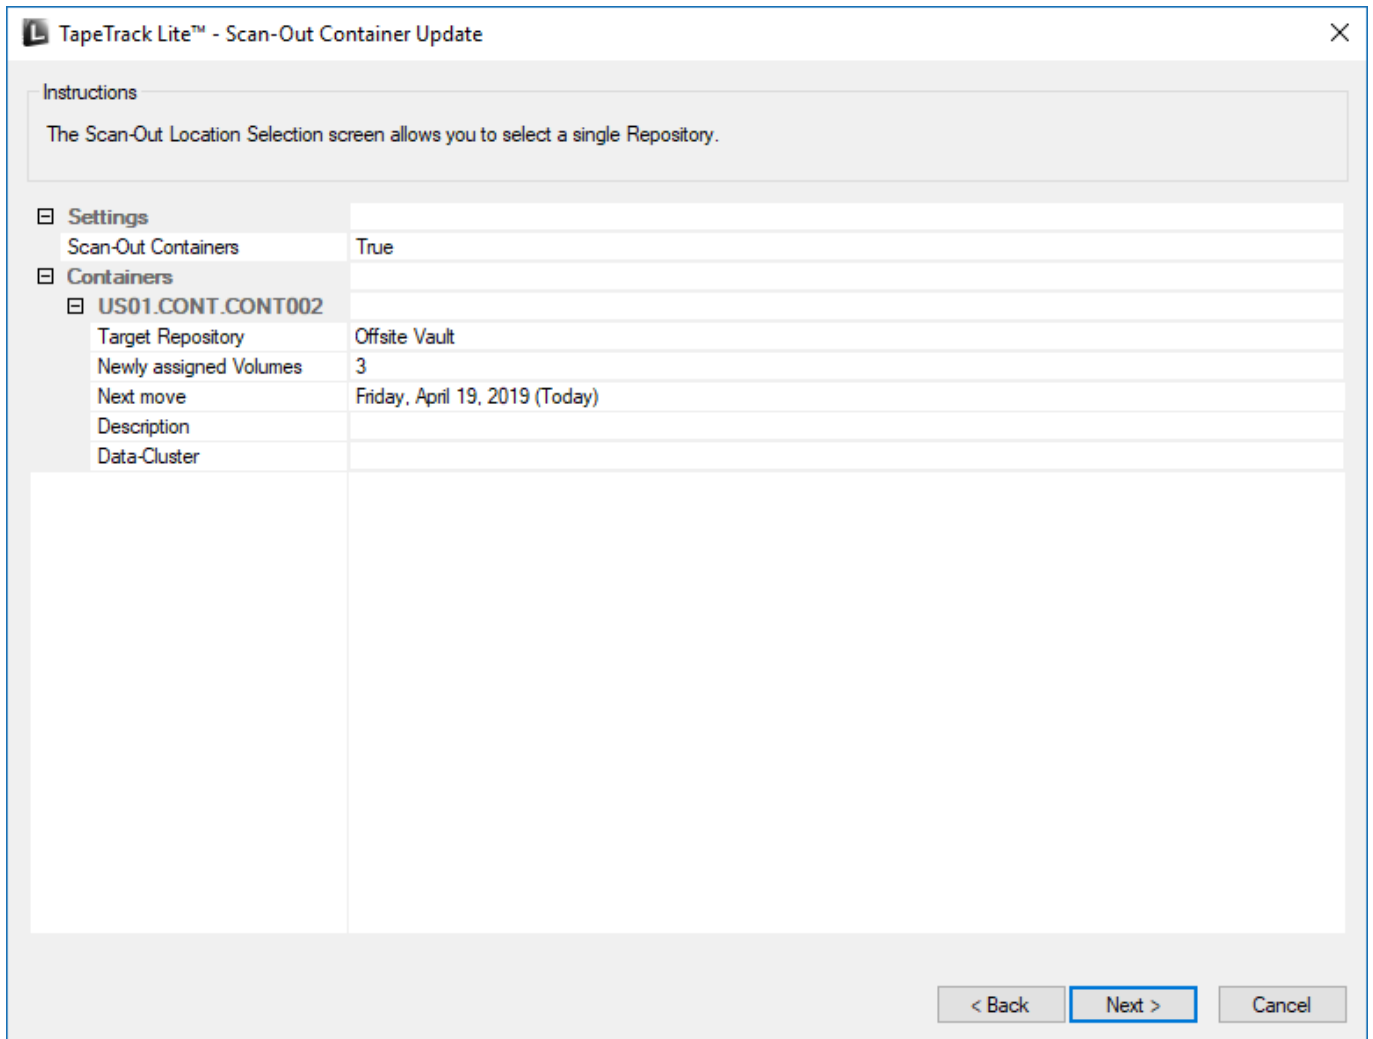 TapeTrack Lite™ - Scan-Out Container Update
Instructions
The Scan-Out Location Selection screen allows you to select a single Repository.
Settings
Scan-Out Containers True
Containers
US01.CONT.CONT002
Target Repository Offsite Vault
Newly assigned Volumes 3
Next move Friday, April 19, 2019 (Today)
Description
Data-Cluster
< Back Next > Cancel